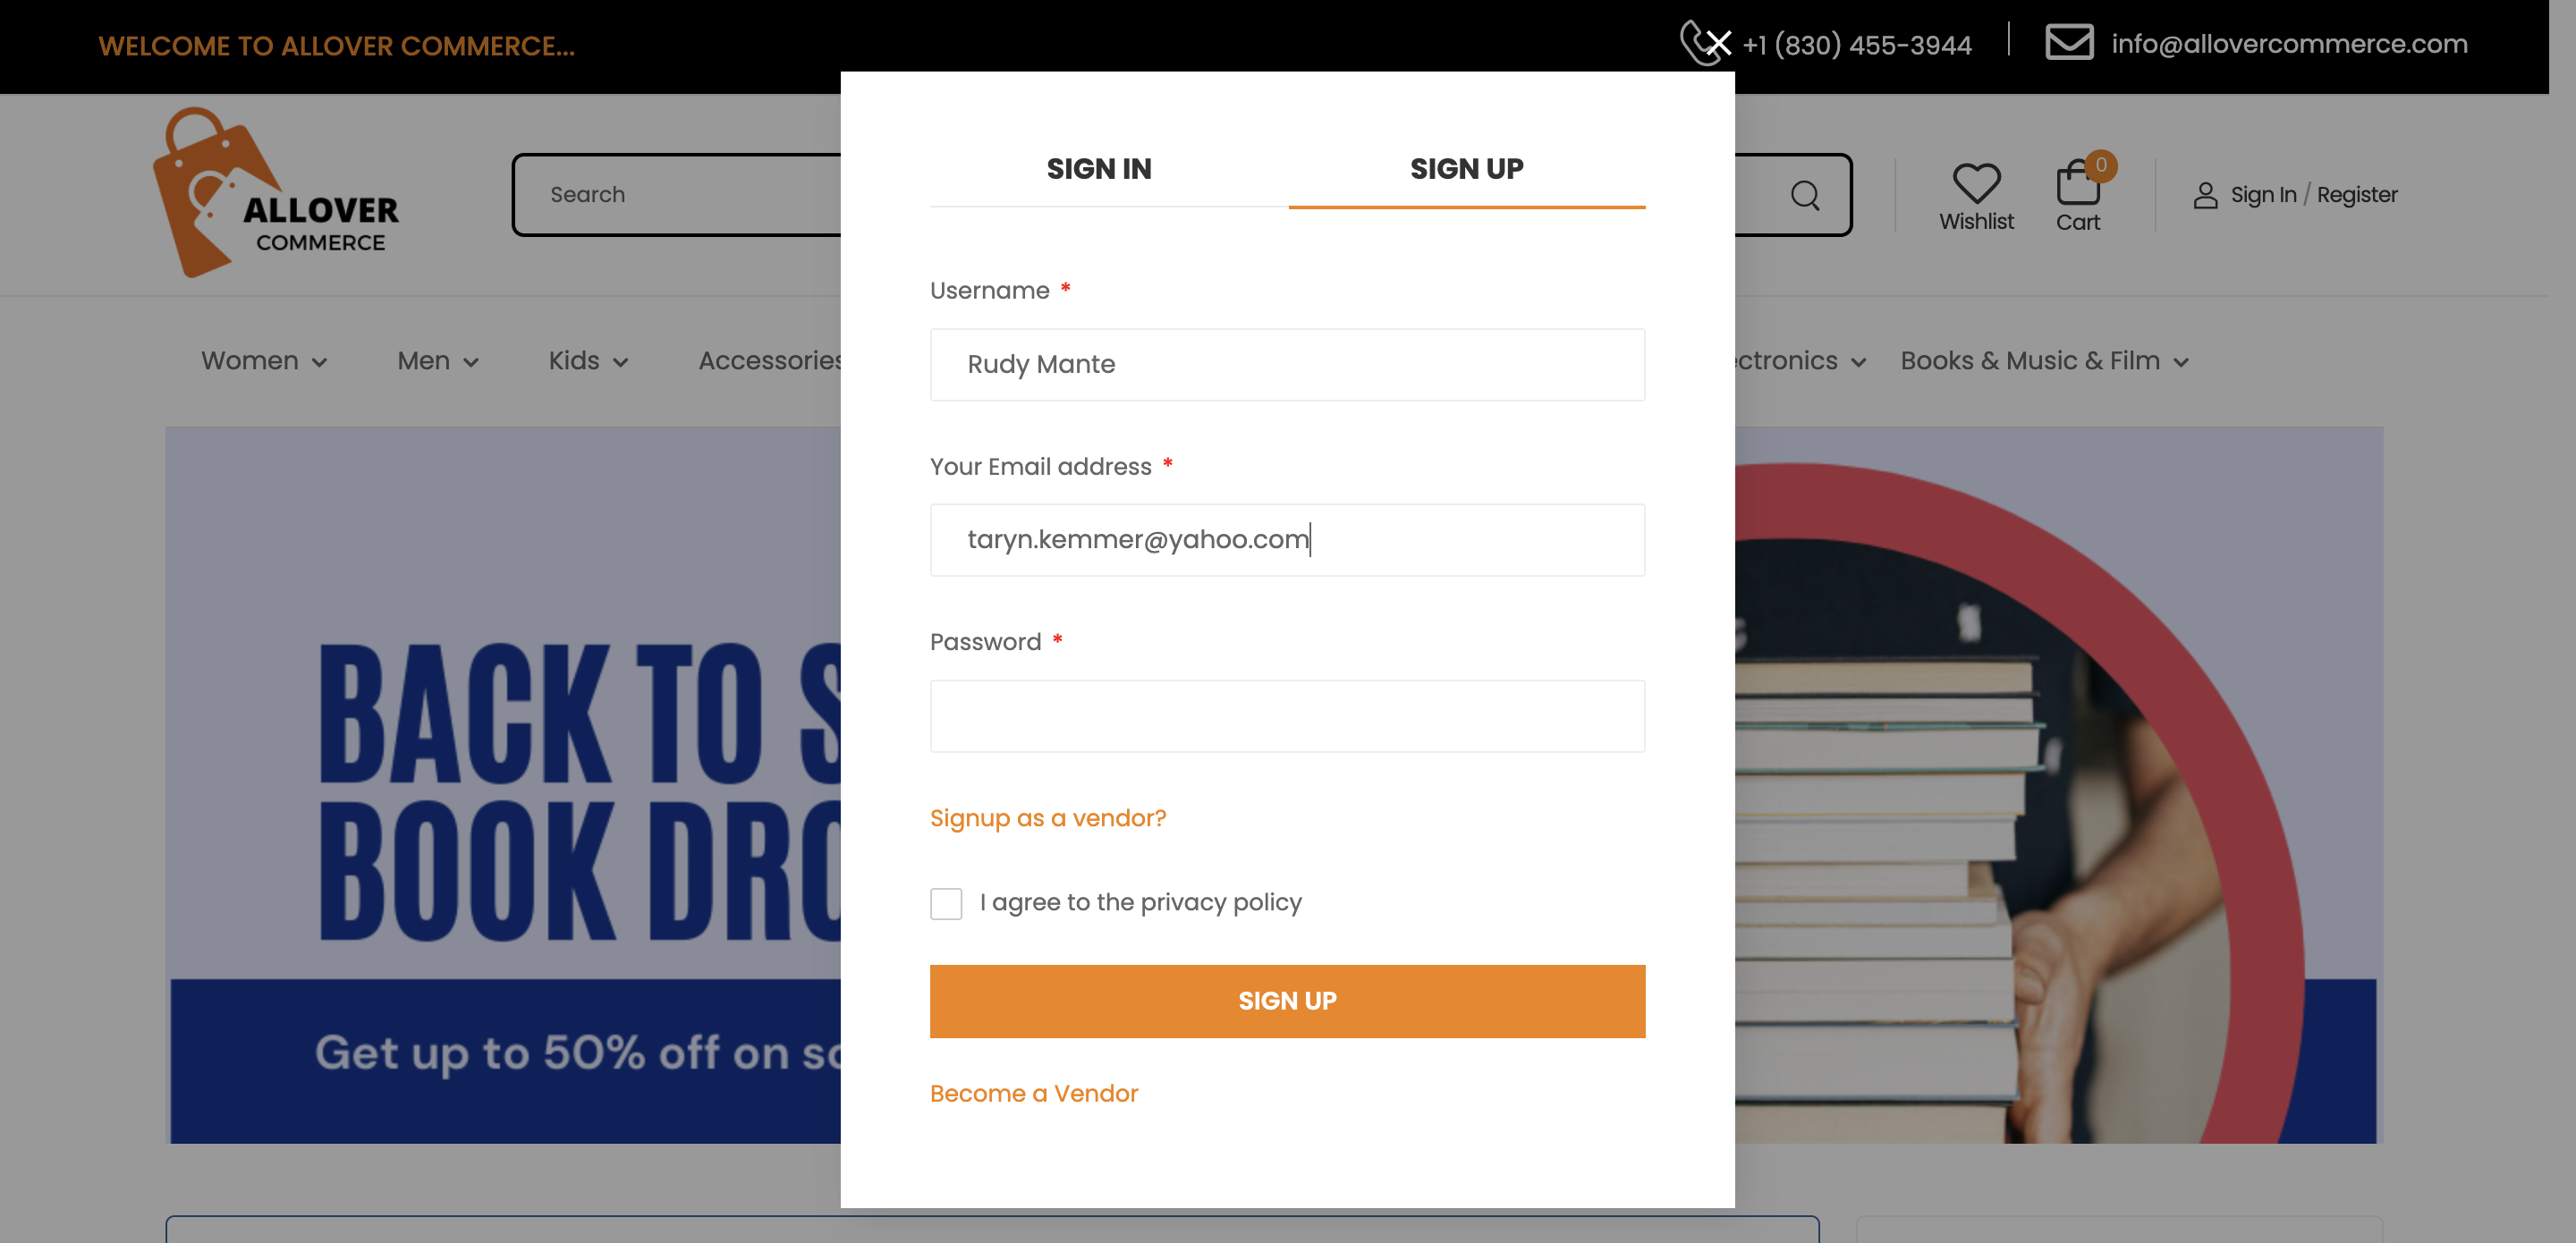 WELCOME TO ALLOVER COMMERCE...
+1 (830) 455-3944
info@allovercommerce.com
ALLOVER
COMMERCE
Search
0
Wishlist
Cart
Sign In / Register
Women
Men
Kids
Accessories
ectronics
Books & Music & Film
SIGN IN
SIGN UP
Username *
Rudy Mante
Your Email address *
taryn.kemmer@yahoo.com
Password *
Signup as a vendor?
I agree to the privacy policy
SIGN UP
Become a Vendor
BACK TO S
BOOK DRO
Get up to 50% off on sc